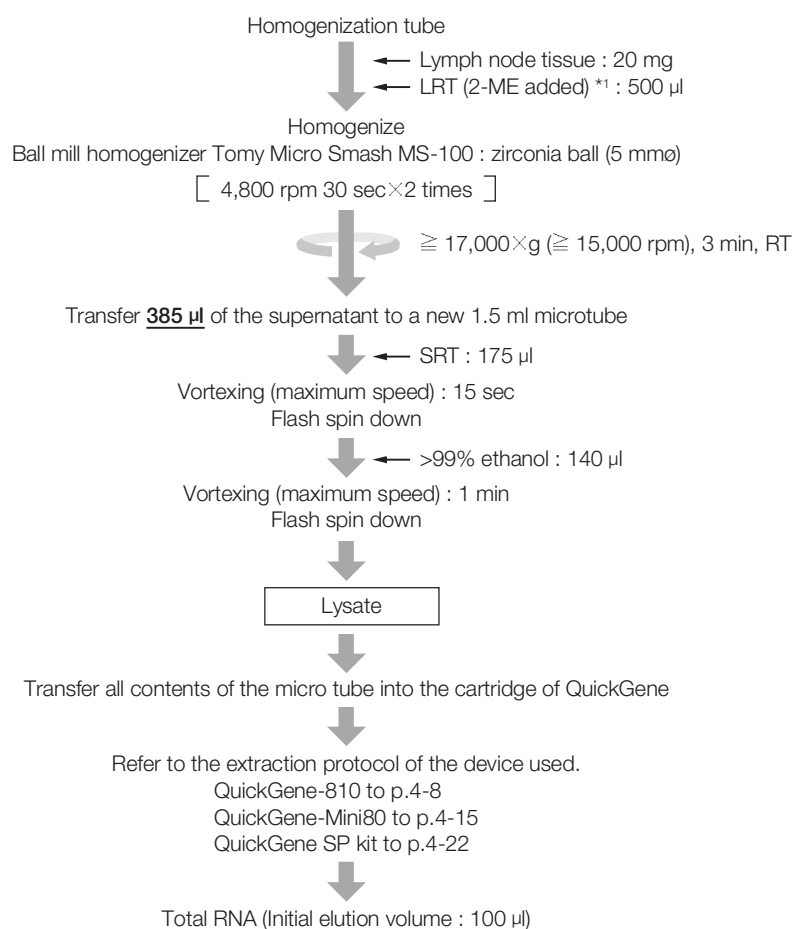 Homogenization tube
Lymph node tissue : 20 mg
LRT (2-ME added) *1 : 500 µl
Homogenize
Ball mill homogenizer Tomy Micro Smash MS-100 : zirconia ball (5 mmø)
[ 4,800 rpm 30 sec×2 times ]
≧ 17,000×g (≧ 15,000 rpm), 3 min, RT
Transfer 385 µl of the supernatant to a new 1.5 ml microtube
SRT : 175 µl
Vortexing (maximum speed) : 15 sec
Flash spin down
>99% ethanol : 140 µl
Vortexing (maximum speed) : 1 min
Flash spin down
Lysate
Transfer all contents of the micro tube into the cartridge of QuickGene
Refer to the extraction protocol of the device used.
QuickGene-810 to p.4-8
QuickGene-Mini80 to p.4-15
QuickGene SP kit to p.4-22
Total RNA (Initial elution volume : 100 µl)